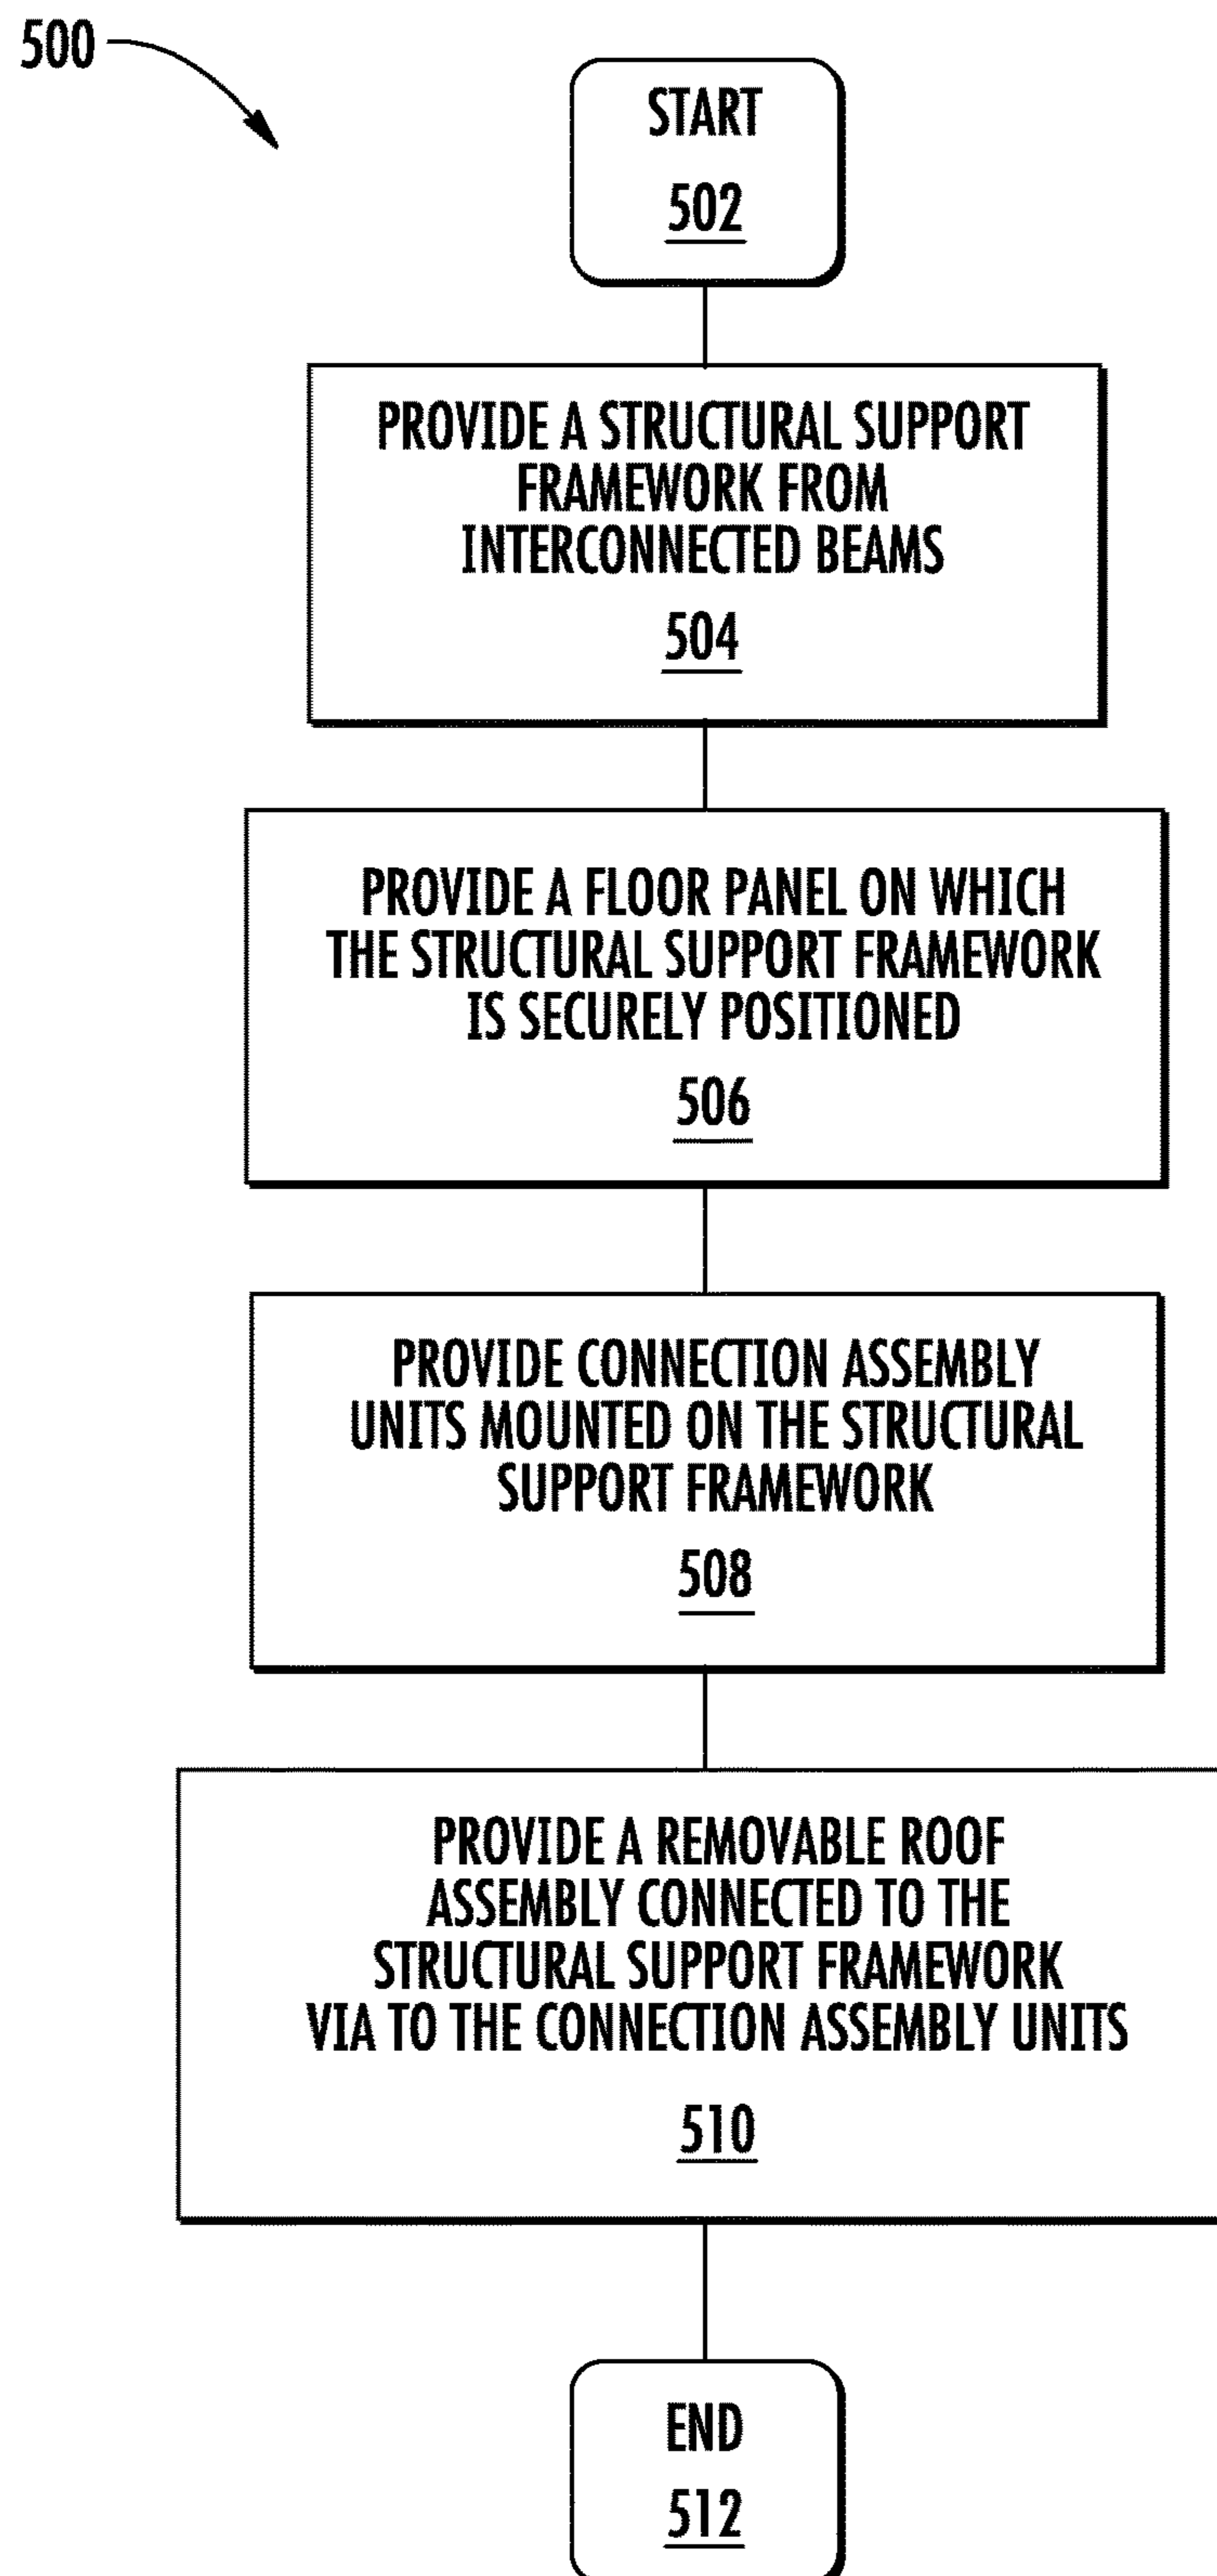 500
START
502
PROVIDE A STRUCTURAL SUPPORT
FRAMEWORK FROM
INTERCONNECTED BEAMS
504
PROVIDE A FLOOR PANEL ON WHICH
THE STRUCTURAL SUPPORT FRAMEWORK
IS SECURELY POSITIONED
506
PROVIDE CONNECTION ASSEMBLY
UNITS MOUNTED ON THE STRUCTURAL
SUPPORT FRAMEWORK
508
PROVIDE A REMOVABLE ROOF
ASSEMBLY CONNECTED TO THE
STRUCTURAL SUPPORT FRAMEWORK
VIA TO THE CONNECTION ASSEMBLY UNITS
510
END
512